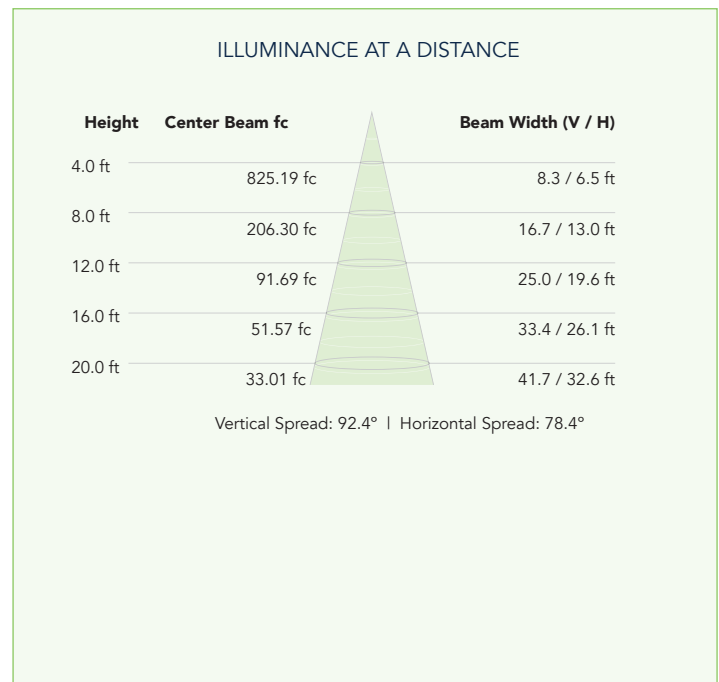 ILLUMINANCE AT A DISTANCE
Height Center Beam fc Beam Width (V / H)
4.0 ft
825.19 fc 8.3 / 6.5 ft
8.0 ft
206.30 fc 16.7 / 13.0 ft
12.0 ft
91.69 fc 25.0 / 19.6 ft
16.0 ft
51.57 fc 33.4 / 26.1 ft
20.0 ft
33.01 fc 41.7 / 32.6 ft
Vertical Spread: 92.4º | Horizontal Spread: 78.4º